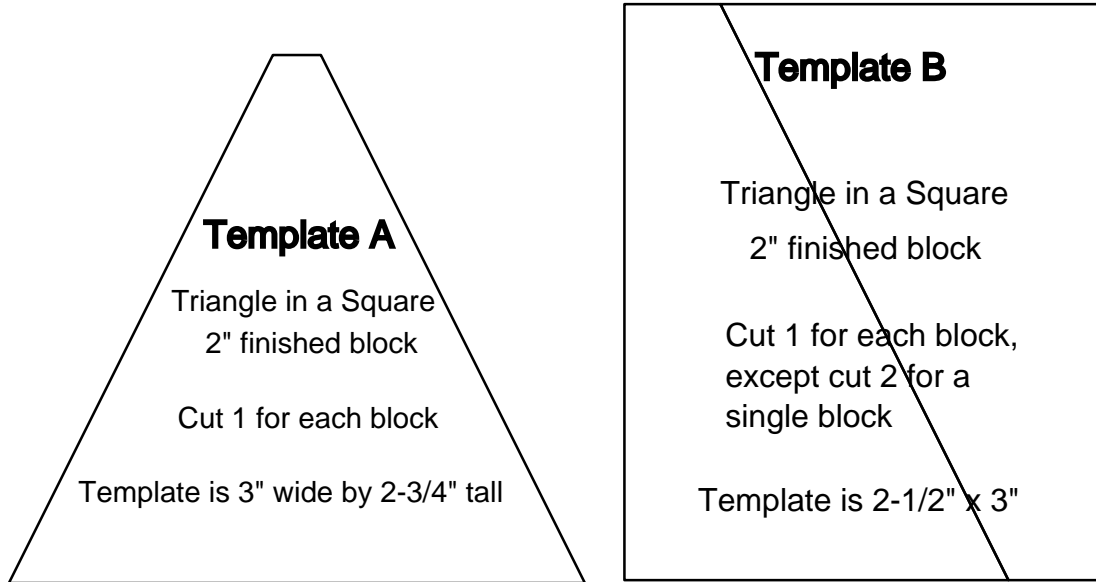 Template A
Triangle in a Square
2" finished block
Cut 1 for each block
Template is 3" wide by 2-3/4" tall
Template B
Triangle in a Square
2" finished block
Cut 1 for each block,
except cut 2 for a
single block
Template is 2-1/2" x 3"